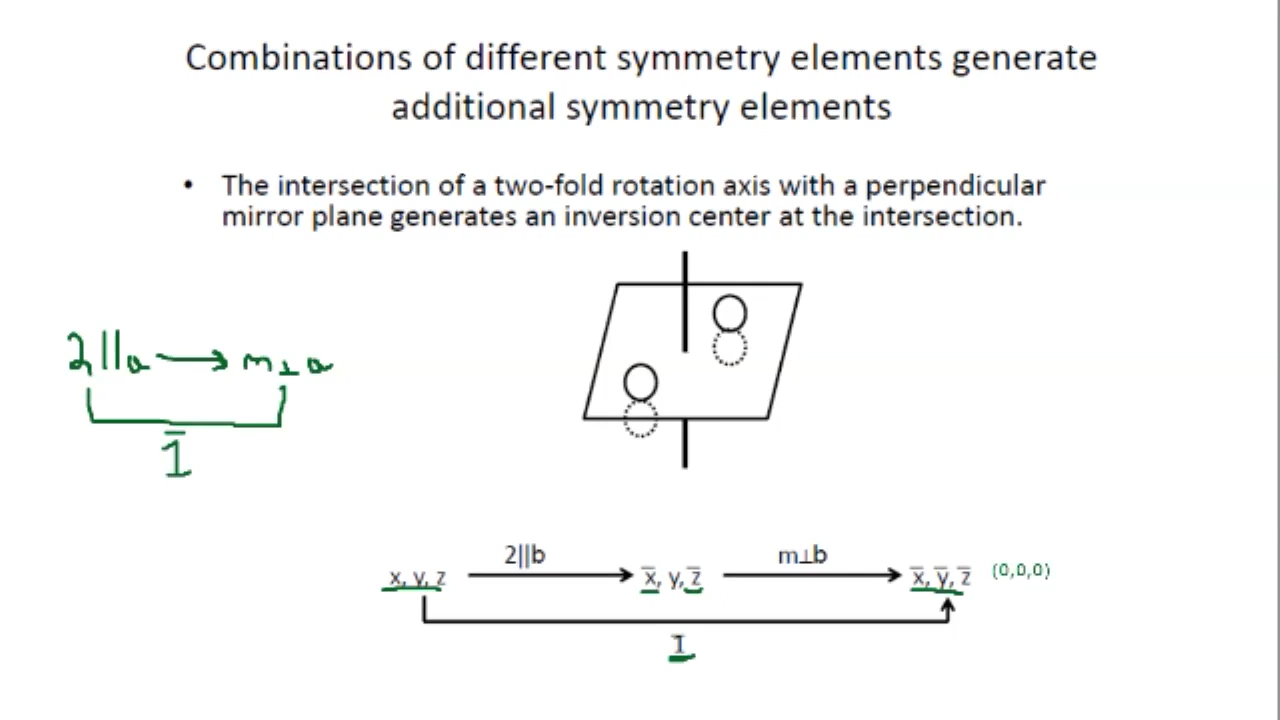 Combinations of different symmetry elements generate
additional symmetry elements
• The intersection of a two-fold rotation axis with a perpendicular
mirror plane generates an inversion center at the intersection.
2||a ⟶ m⊥a
1̅
2||b m⊥b
x, y, z x̅, y, z̅ x̅, y̅, z̅ (0,0,0)
1̅